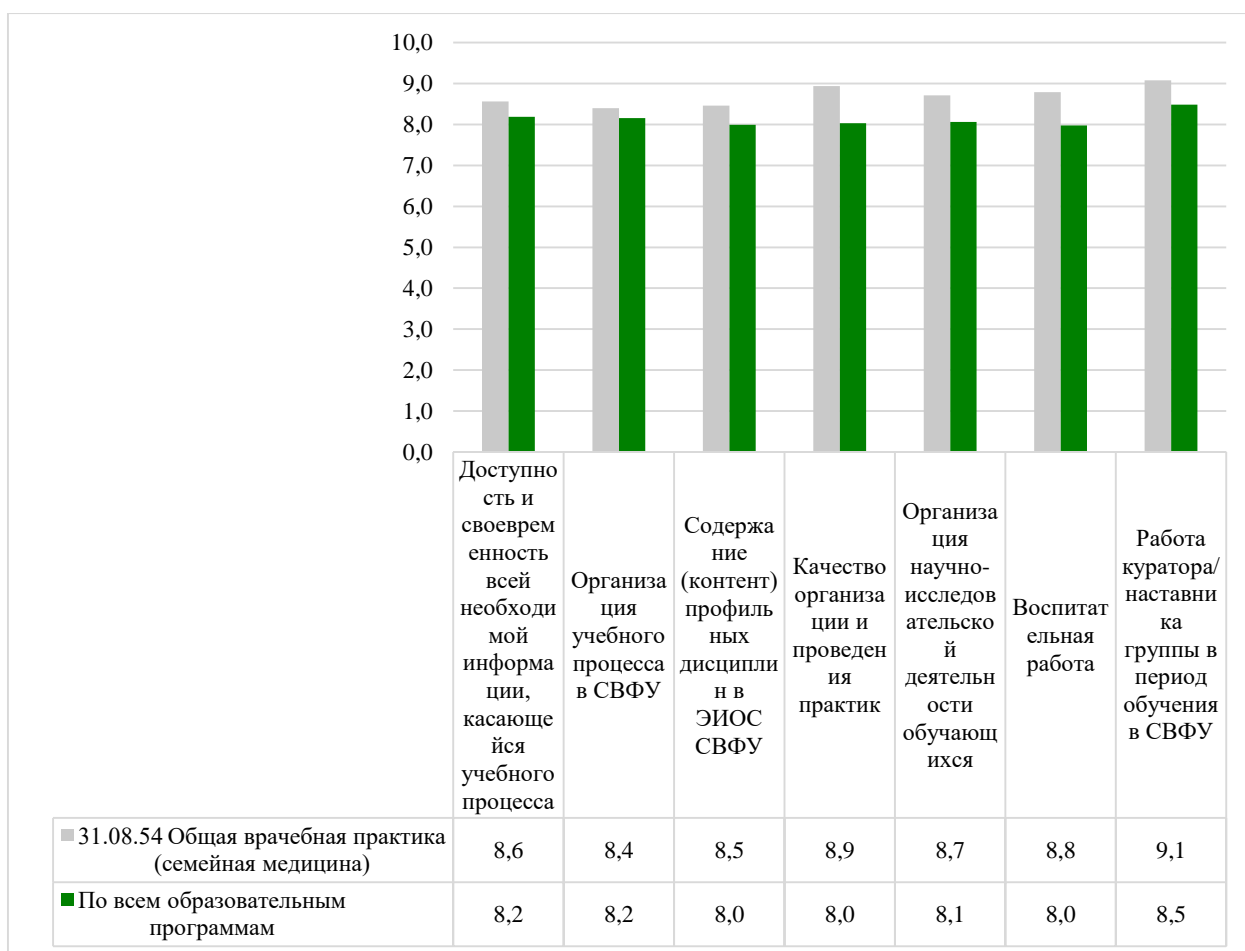 10,0
9,0
8,0
7,0
6,0
5,0
4,0
3,0
2,0
1,0
0,0
Доступно
сть и
своеврем
енность
всей
необходи
мой
информа
ции,
касающе
йся
учебного
процесса
Организа
ция
учебного
процесса
в СВФУ
Содержа
ние
(контент)
профиль
ных
дисципли
н в
ЭИОС
СВФУ
Качество
организа
ции и
проведен
ия
практик
Организа
ция
научно-
исследов
ательско
й
деятельн
ости
обучающ
ихся
Воспитат
ельная
работа
Работа
куратора/
наставни
ка
группы в
период
обучения
в СВФУ
31.08.54 Общая врачебная практика
(семейная медицина)
8,6 8,4 8,5 8,9 8,7 8,8 9,1
По всем образовательным
программам
8,2 8,2 8,0 8,0 8,1 8,0 8,5